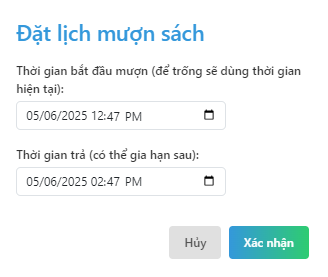 Đặt lịch mượn sách
Thời gian bắt đầu mượn (để trống sẽ dùng thời gian
hiện tại):
05/06/2025 12:47 PM
Thời gian trả (có thể gia hạn sau):
05/06/2025 02:47 PM
Hủy Xác nhận